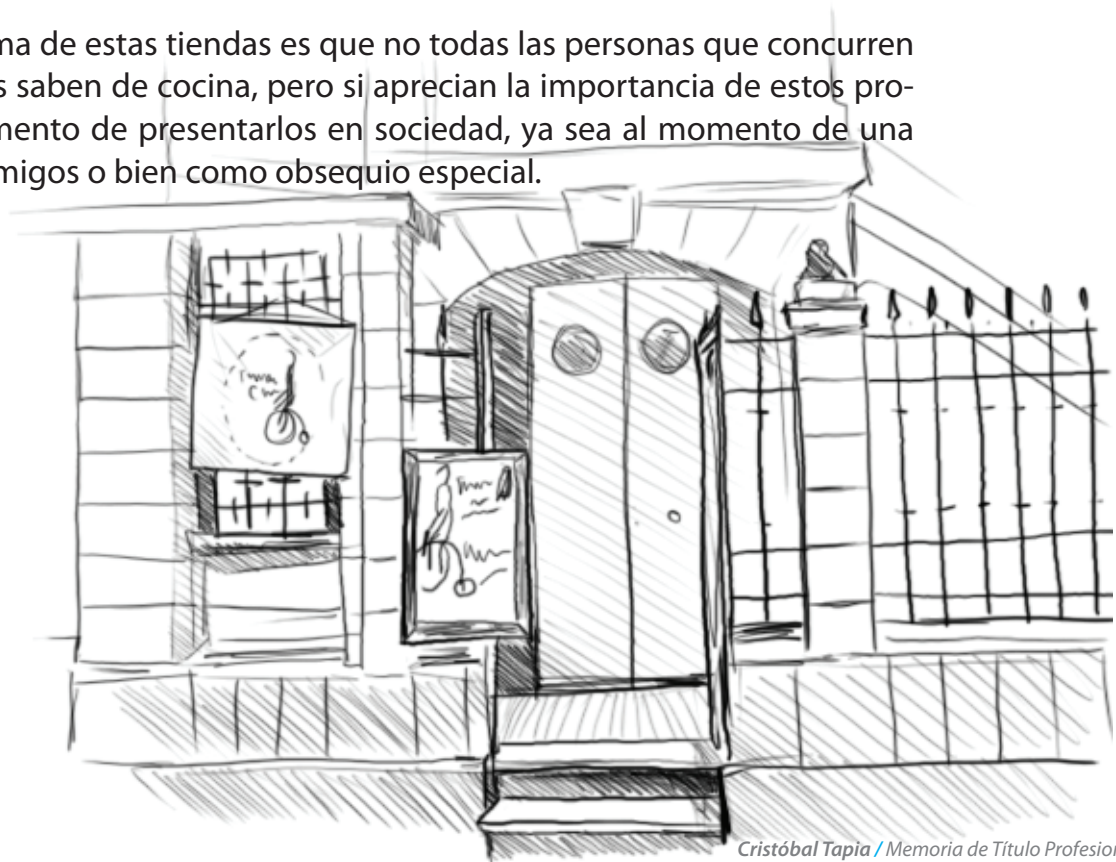 ma de estas tiendas es que no todas las personas que concurren
s saben de cocina, pero si aprecian la importancia de estos pro-
mento de presentarlos en sociedad, ya sea al momento de una
migos o bien como obsequio especial.
Cristóbal Tapia / Memoria de Título Profesion